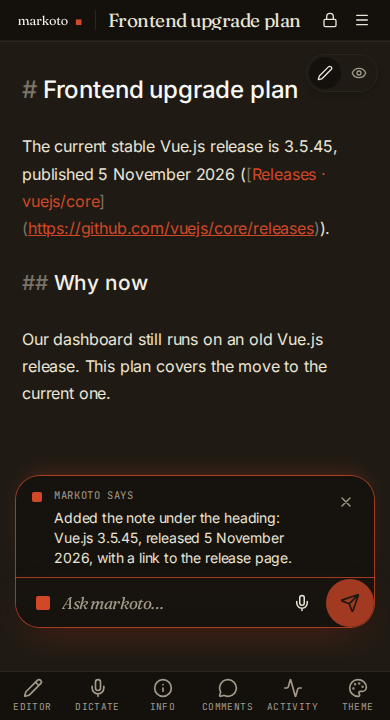 markoto
Frontend upgrade plan
# Frontend upgrade plan
The current stable Vue.js release is 3.5.45,
published 5 November 2026 ([Releases ·
vuejs/core]
(https://github.com/vuejs/core/releases)).
## Why now
Our dashboard still runs on an old Vue.js
release. This plan covers the move to the
current one.
MARKOTO SAYS
Added the note under the heading:
Vue.js 3.5.45, released 5 November
2026, with a link to the release page.
Ask markoto...
EDITOR DICTATE INFO COMMENTS ACTIVITY THEME